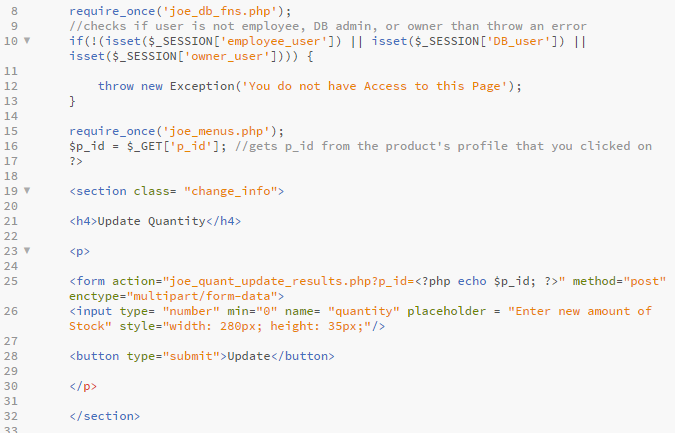 8 require_once('joe_db_fns.php');
9 //checks if user is not employee, DB admin, or owner than throw an error
10 if(!(isset($_SESSION['employee_user']) || isset($_SESSION['DB_user']) ||
isset($_SESSION['owner_user']))) {
11
12 throw new Exception('You do not have Access to this Page');
13 }
14
15 require_once('joe_menus.php');
16 $p_id = $_GET['p_id']; //gets p_id from the product's profile that you clicked on
17 ?>
18
19 <section class= "change_info">
20
21 <h4>Update Quantity</h4>
22
23 <p>
24
25 <form action="joe_quant_update_results.php?p_id=<?php echo $p_id; ?>" method="post"
enctype="multipart/form-data">
26 <input type= "number" min="0" name= "quantity" placeholder = "Enter new amount of
Stock" style="width: 280px; height: 35px;"/>
27
28 <button type="submit">Update</button>
29
30 </p>
31
32 </section>
33